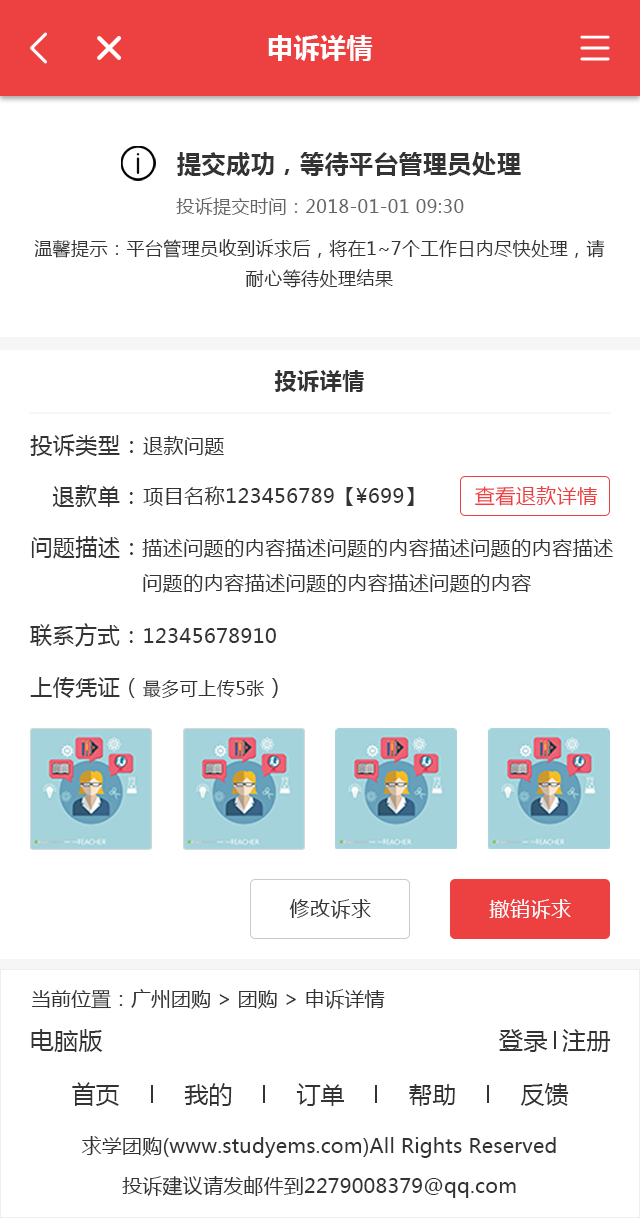 申诉详情
提交成功，等待平台管理员处理
投诉提交时间：2018-01-01 09:30
温馨提示：平台管理员收到诉求后，将在1~7个工作日内尽快处理，请
耐心等待处理结果
投诉详情
投诉类型：退款问题
退款单：项目名称123456789【¥699】 查看退款详情
问题描述：描述问题的内容描述问题的内容描述问题的内容描述
问题的内容描述问题的内容描述问题的内容
联系方式：12345678910
上传凭证（最多可上传5张）
修改诉求 撤销诉求
当前位置：广州团购 > 团购 > 申诉详情
电脑版 登录|注册
首页 | 我的 | 订单 | 帮助 | 反馈
求学团购(www.studyems.com)All Rights Reserved
投诉建议请发邮件到2279008379@qq.com